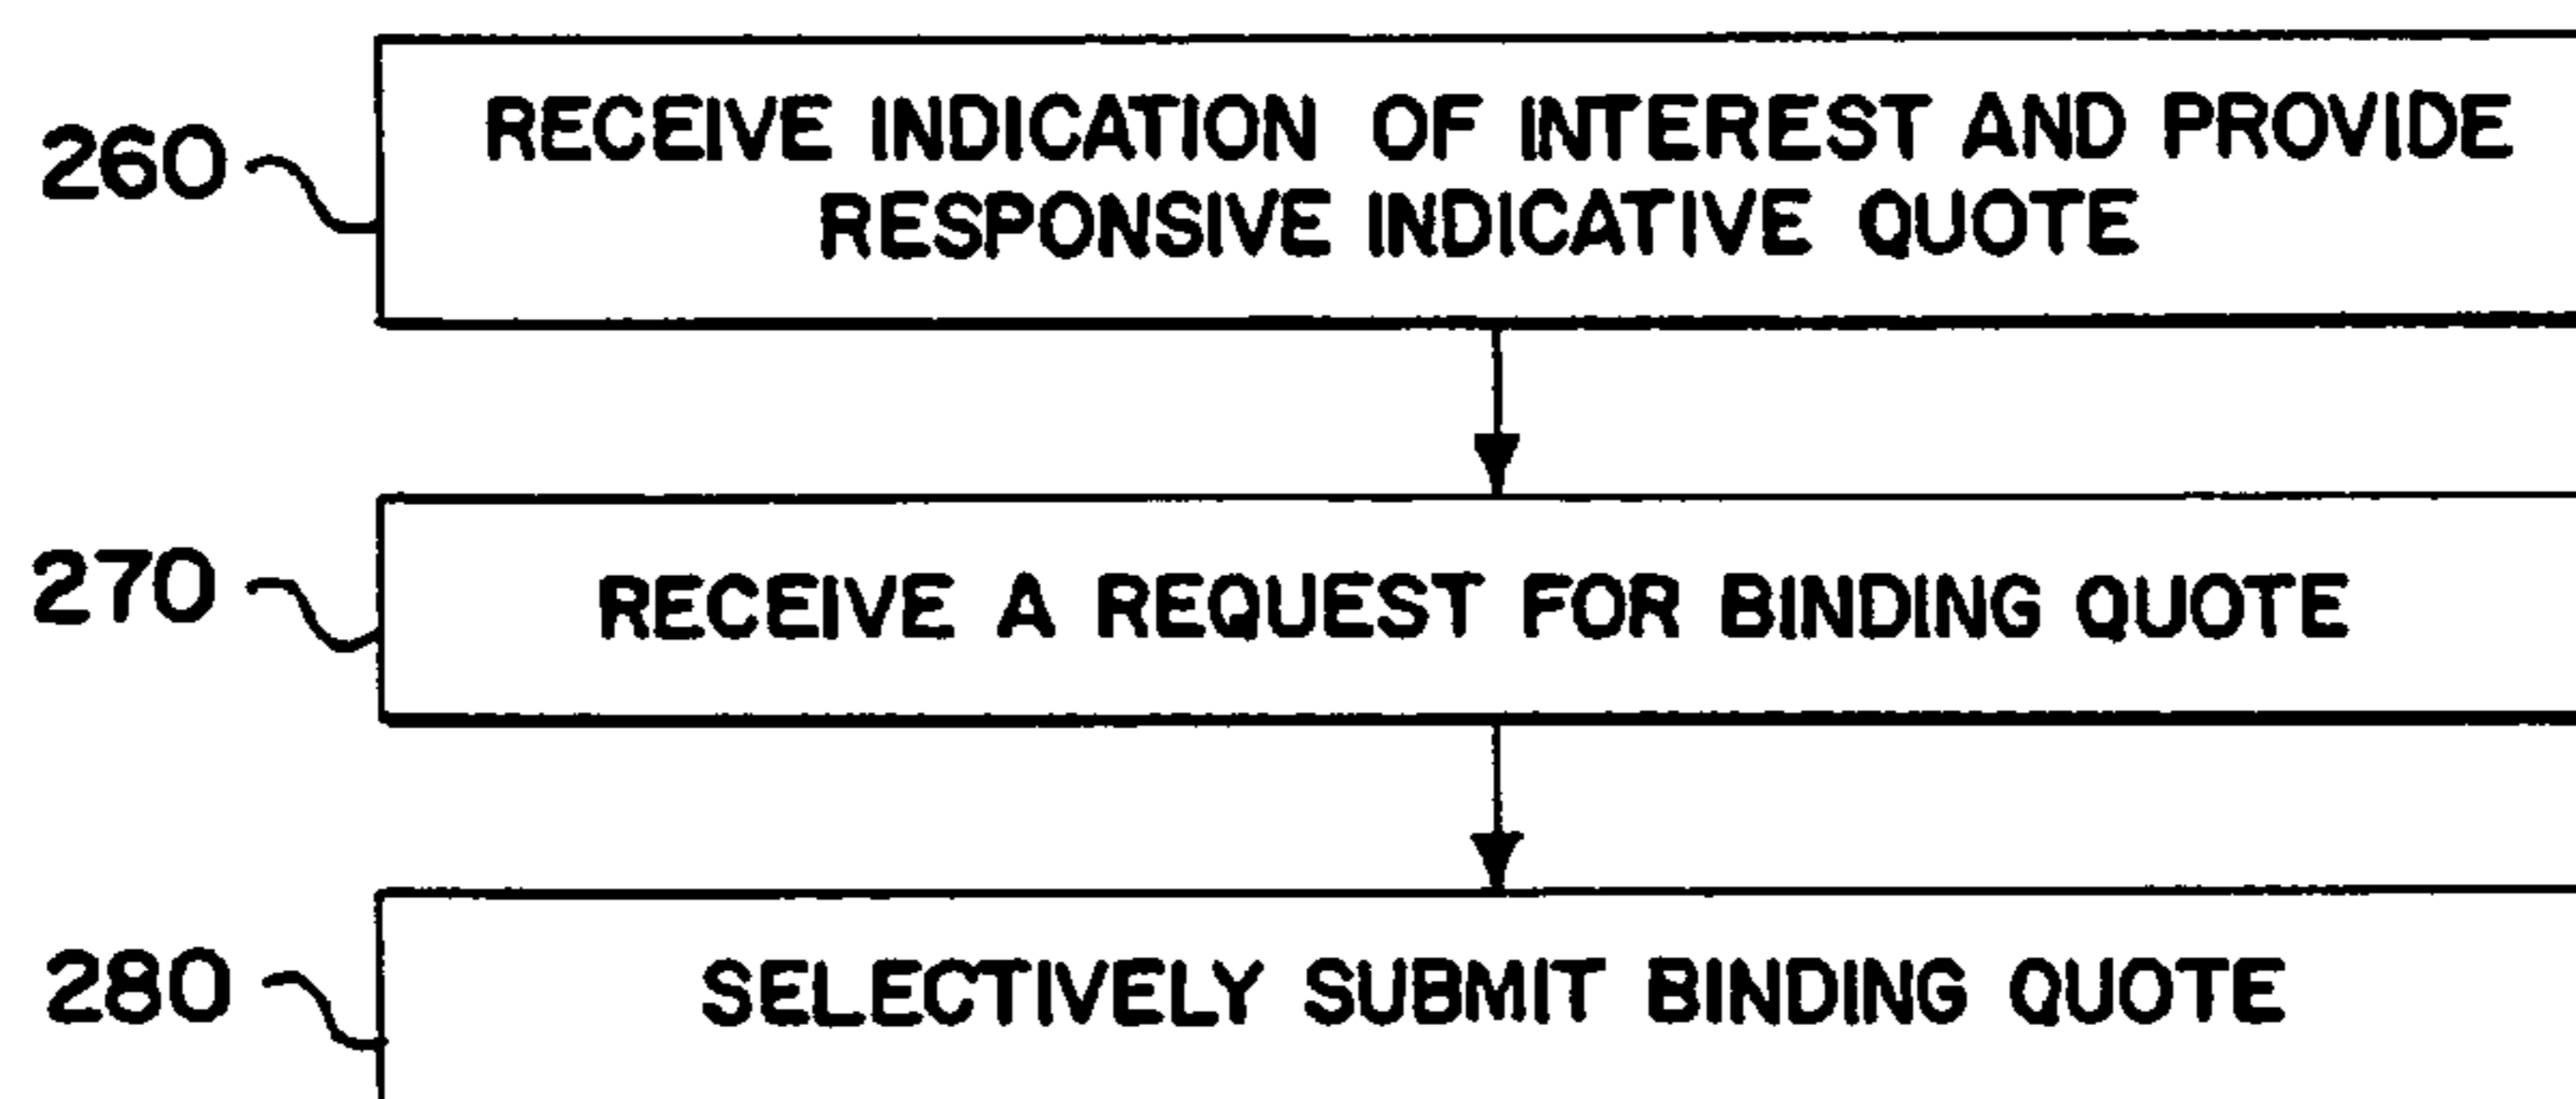 260
RECEIVE INDICATION OF INTEREST AND PROVIDE
RESPONSIVE INDICATIVE QUOTE
270
RECEIVE A REQUEST FOR BINDING QUOTE
280
SELECTIVELY SUBMIT BINDING QUOTE